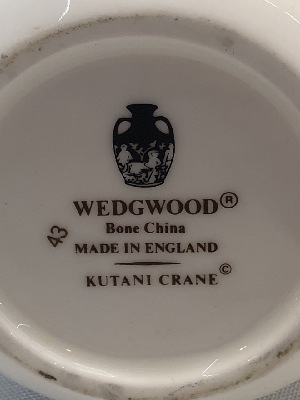 WEDGWOOD®
Bone China
MADE IN ENGLAND
KUTANI CRANE©
43